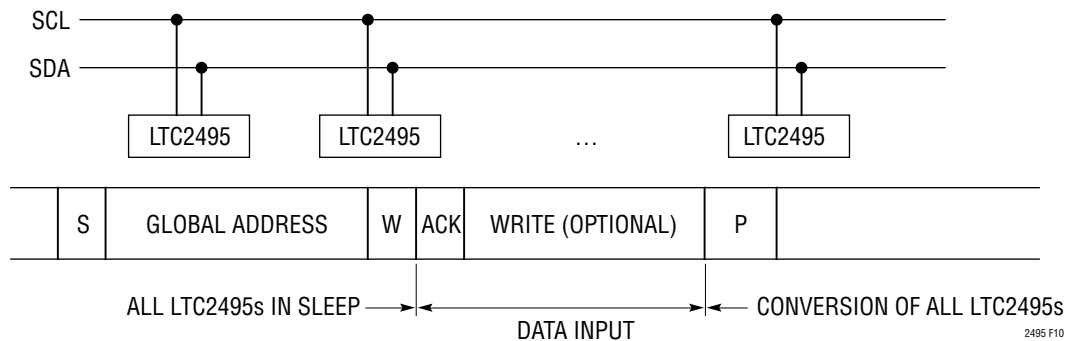 SCL
SDA
LTC2495 LTC2495 ... LTC2495
S GLOBAL ADDRESS W ACK WRITE (OPTIONAL) P
ALL LTC2495s IN SLEEP DATA INPUT CONVERSION OF ALL LTC2495s
2495 F10